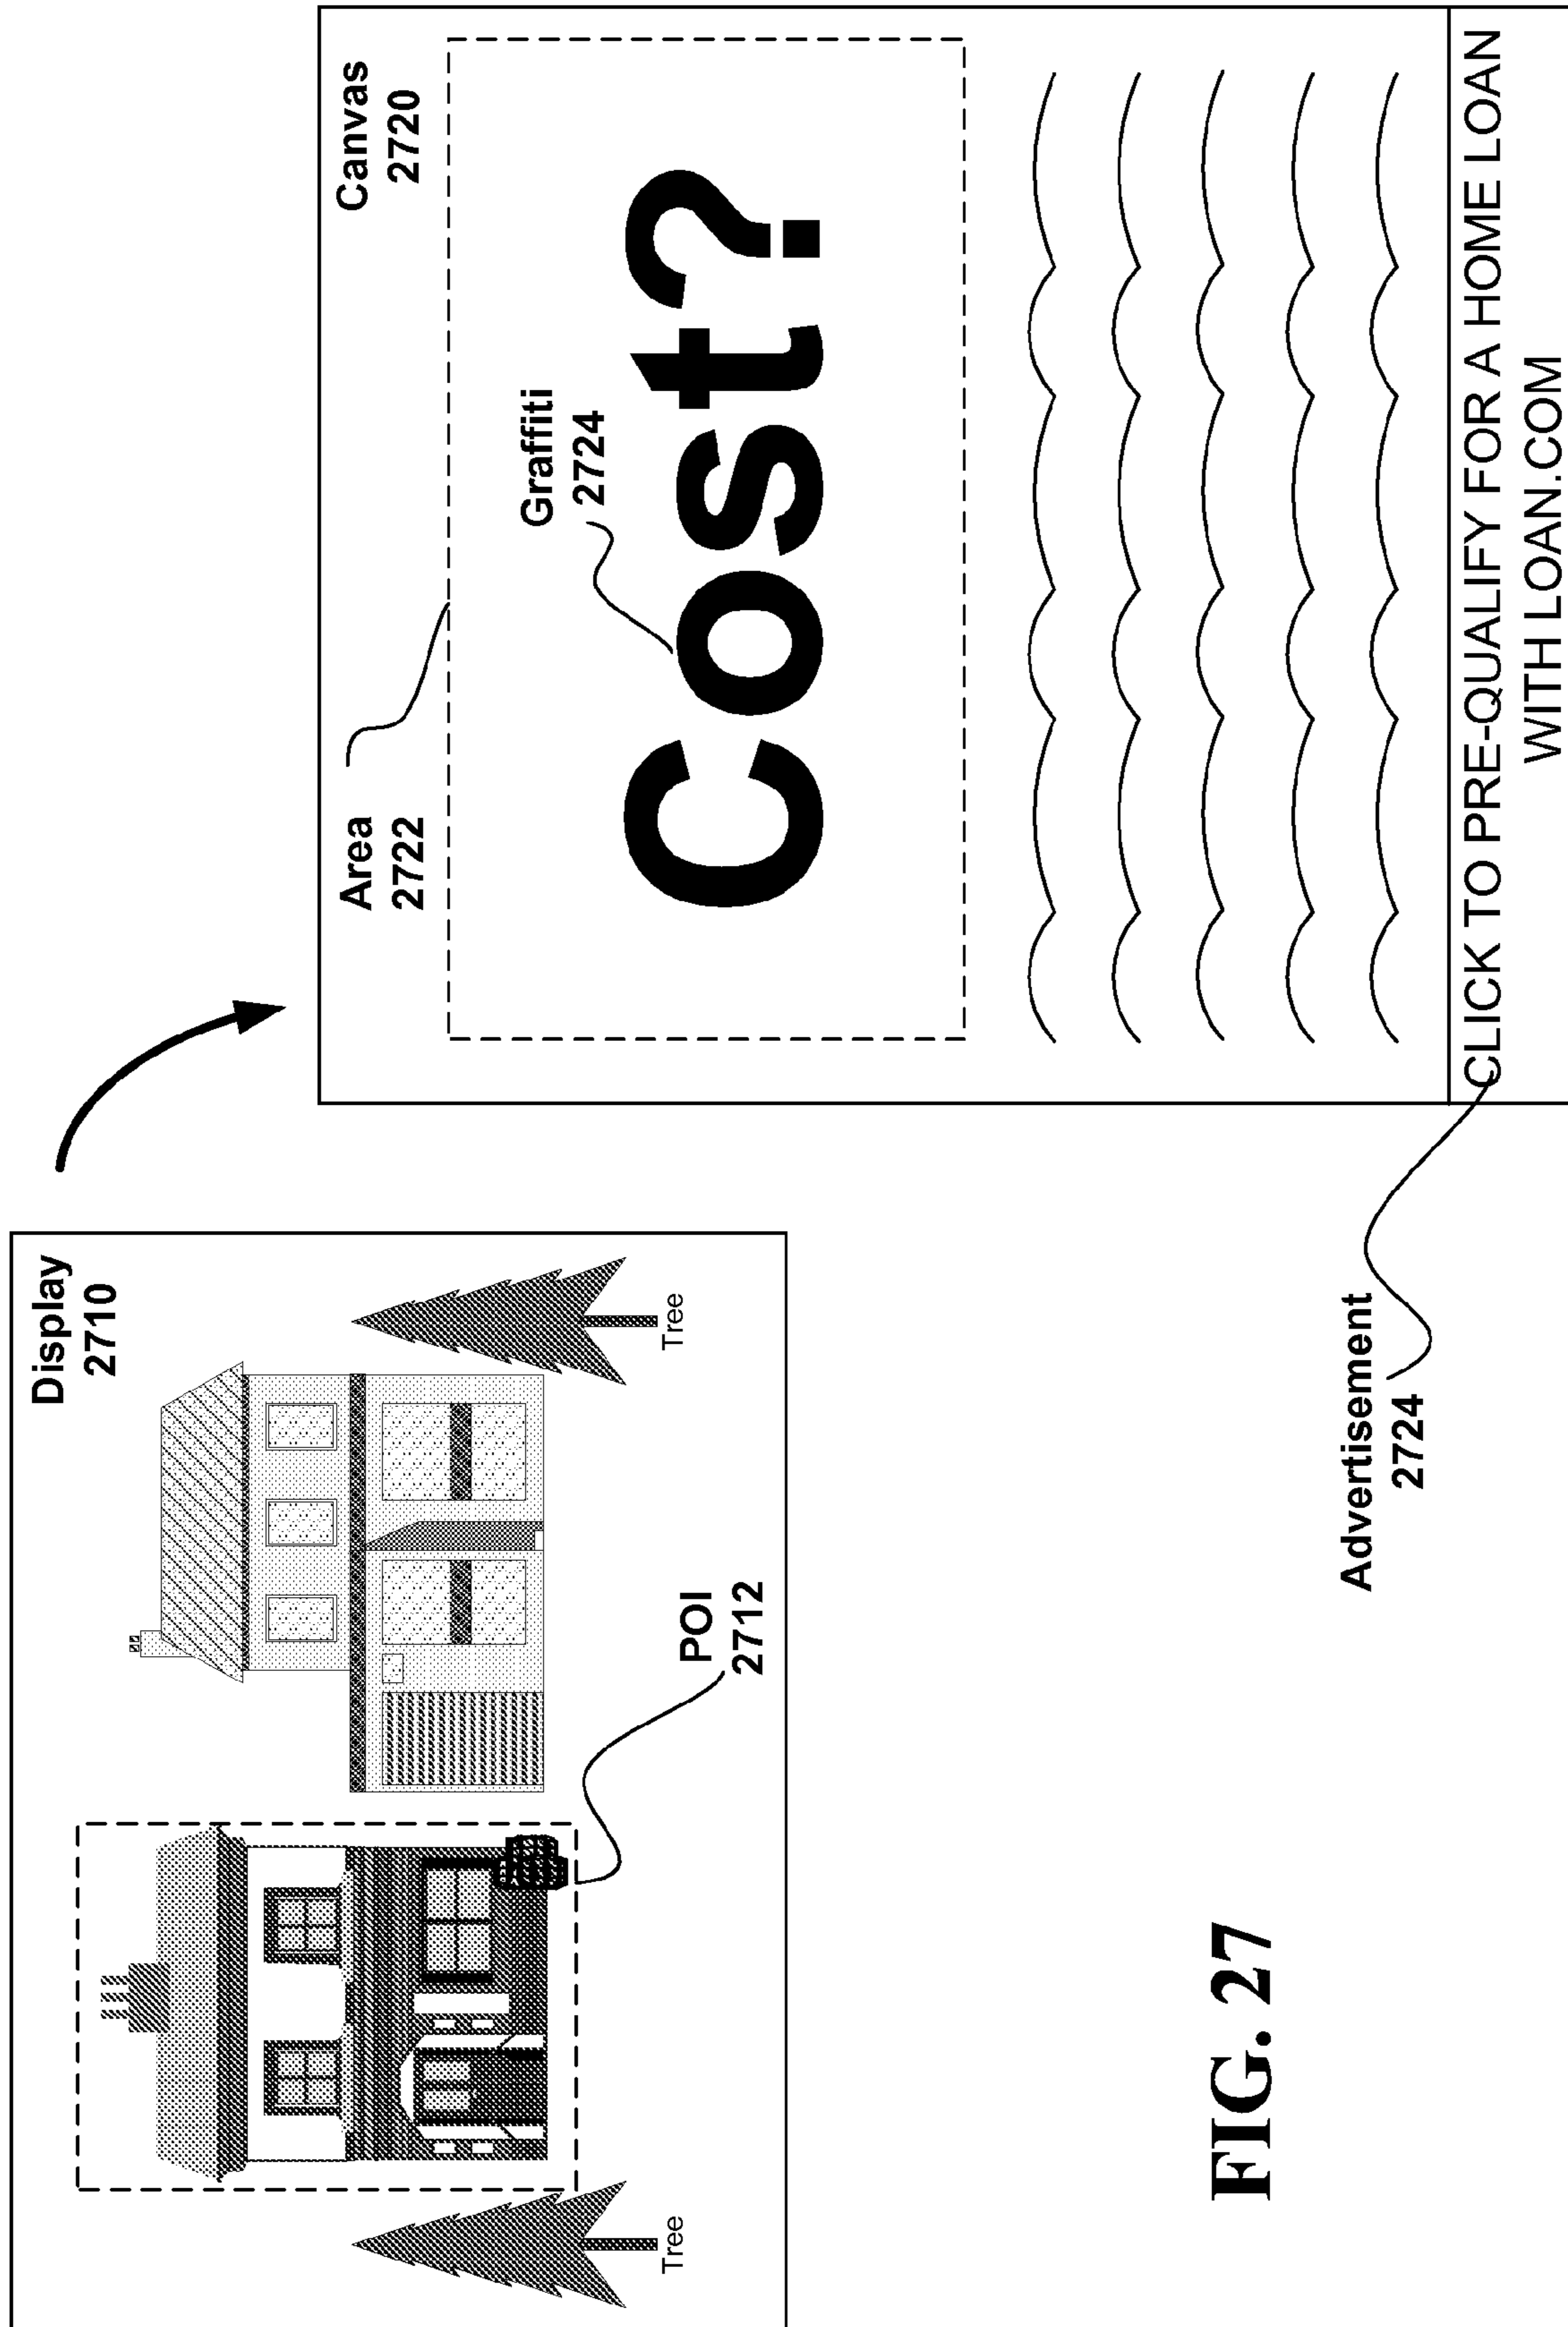 Display
2710
Tree
Tree
POI
2712
Canvas
2720
Area
2722
Graffiti
2724
Cost?
CLICK TO PRE-QUALIFY FOR A HOME LOAN
WITH LOAN.COM
Advertisement
2724
FIG. 27